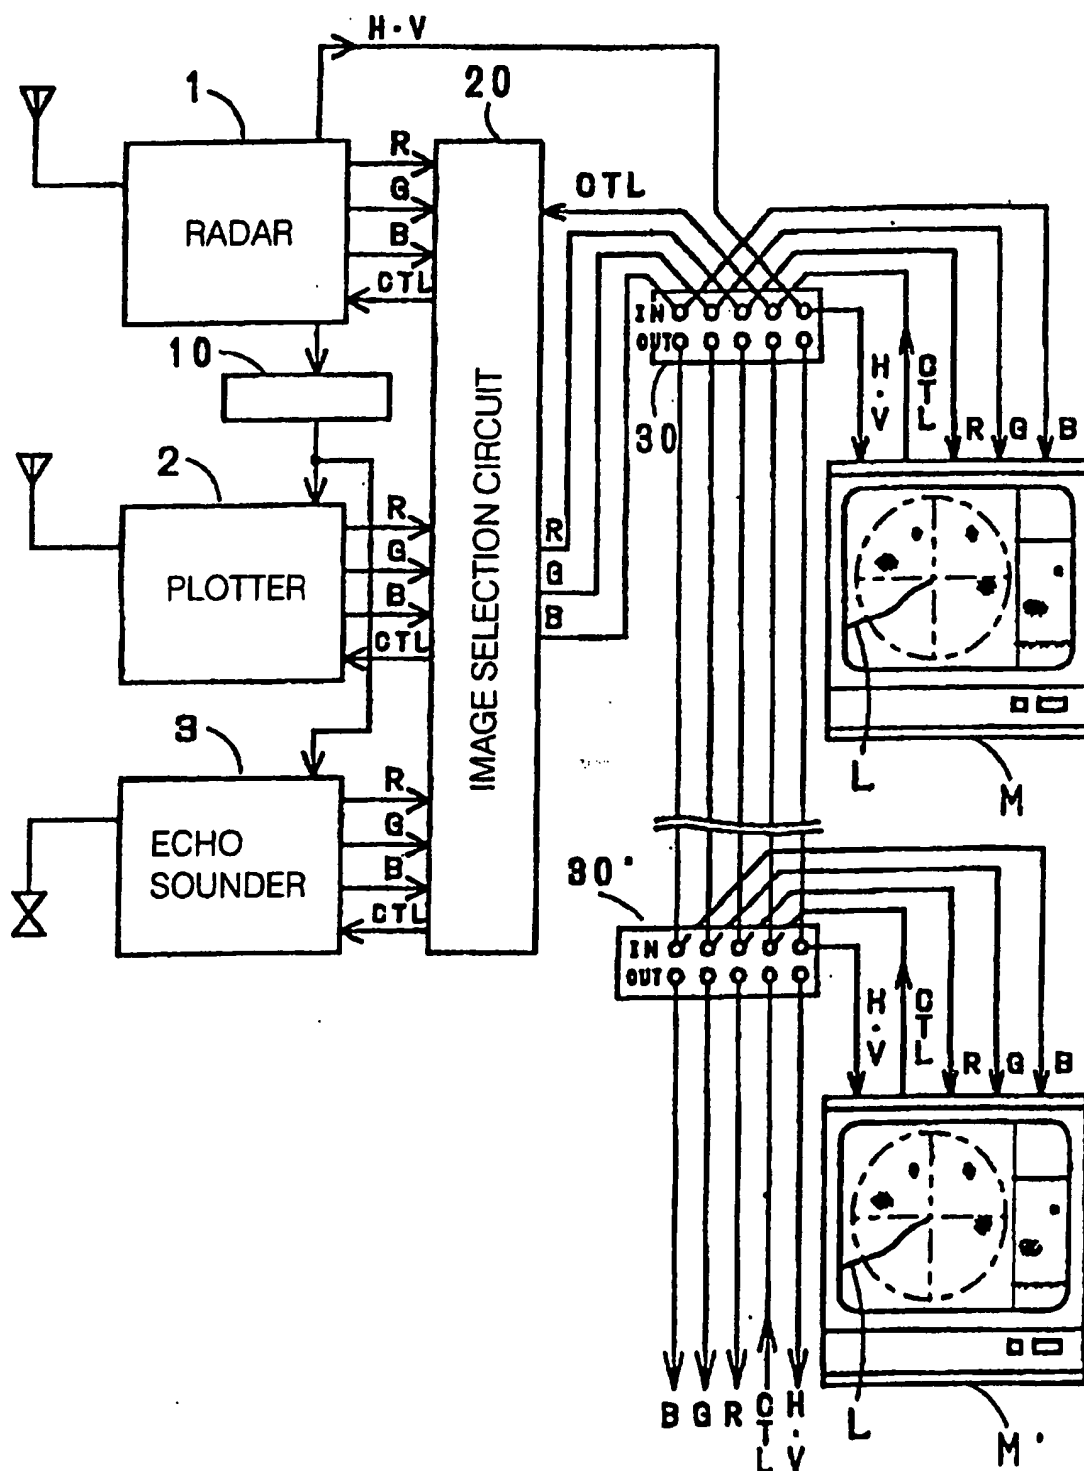 H·V
1
20
R
G
B
CTL
RADAR
CTL
10
IN
OUT
30
H·V
CTL
R
G
B
2
R
G
B
CTL
PLOTTER
IMAGE SELECTION CIRCUIT
R
G
B
L
M
3
R
G
B
CTL
ECHO
SOUNDER
30'
IN
OUT
H·V
CTL
R
G
B
B
G
R
CTL
H·V
L
M'